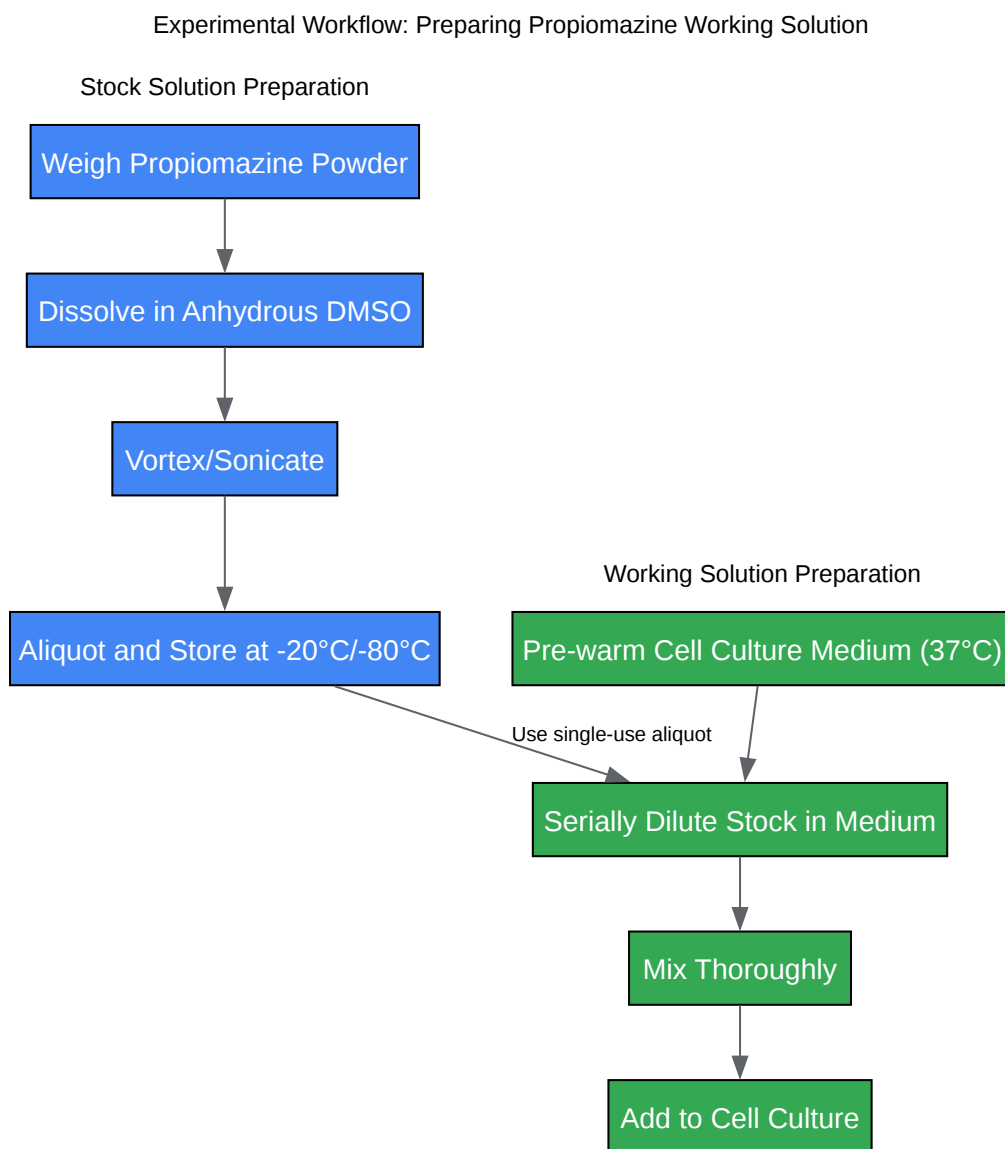 Experimental Workflow: Preparing Propiomazine Working Solution
Stock Solution Preparation
Weigh Propiomazine Powder
Dissolve in Anhydrous DMSO
Vortex/Sonicate
Aliquot and Store at -20°C/-80°C
Working Solution Preparation
Pre-warm Cell Culture Medium (37°C)
Use single-use aliquot
Serially Dilute Stock in Medium
Mix Thoroughly
Add to Cell Culture